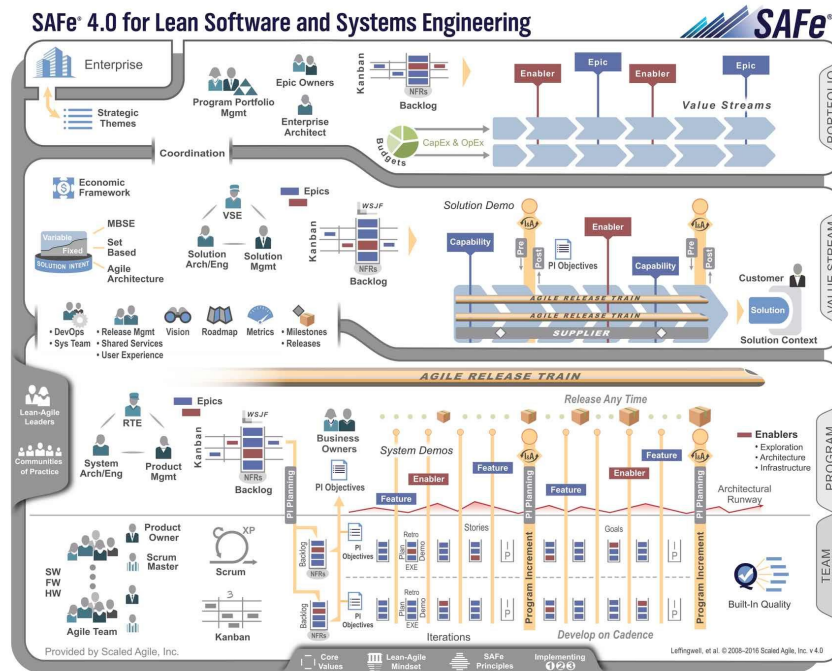 SAFe® 4.0 for Lean Software and Systems Engineering
SAFe®
Enterprise
Strategic
Themes
Program Portfolio
Mgmt
Epic Owners
Enterprise
Architect
Kanban
NFRs
Backlog
Enabler
Epic
Enabler
Epic
Value Streams
Budgets
CapEx & OpEx
PORTFOLIO
Coordination
Economic
Framework
Variable
Fixed
SOLUTION INTENT
MBSE
Set
Based
Agile
Architecture
VSE
Solution
Arch/Eng
Solution
Mgmt
Epics
Kanban
WSJF
NFRs
Backlog
Solution Demo
Capability
I&A
Pre
Post
PI Objectives
Enabler
Capability
I&A
Pre
Post
Customer
Solution
Solution Context
AGILE RELEASE TRAIN
AGILE RELEASE TRAIN
SUPPLIER
VALUE STREAM
• DevOps
• Sys Team
• Release Mgmt
• Shared Services
• User Experience
Vision
Roadmap
Metrics
• Milestones
• Releases
AGILE RELEASE TRAIN
Release Any Time
Lean-Agile
Leaders
Communities
of Practice
RTE
System
Arch/Eng
Product
Mgmt
Epics
Kanban
WSJF
NFRs
Backlog
PI Planning
Business
Owners
PI Objectives
System Demos
Feature
Enabler
Feature
I&A
PI Planning
Feature
Enabler
Feature
I&A
PI Planning
Enablers
• Exploration
• Architecture
• Infrastructure
Architectural
Runway
PROGRAM
SW
FW
HW
Product
Owner
Scrum
Master
Agile Team
XP
Scrum
3
Kanban
Backlog
NFRs
PI
Objectives
Plan
Retro
Demo
EXE
Stories
I
P
Program Increment
Goals
I
P
Program Increment
Backlog
NFRs
PI
Objectives
Plan
Retro
Demo
EXE
I
P
I
P
Iterations
Develop on Cadence
Built-In Quality
TEAM
Provided by Scaled Agile, Inc.
Core
Values
Lean-Agile
Mindset
SAFe
Principles
Implementing
123
Leffingwell, et al. © 2008–2016 Scaled Agile, Inc. v 4.0